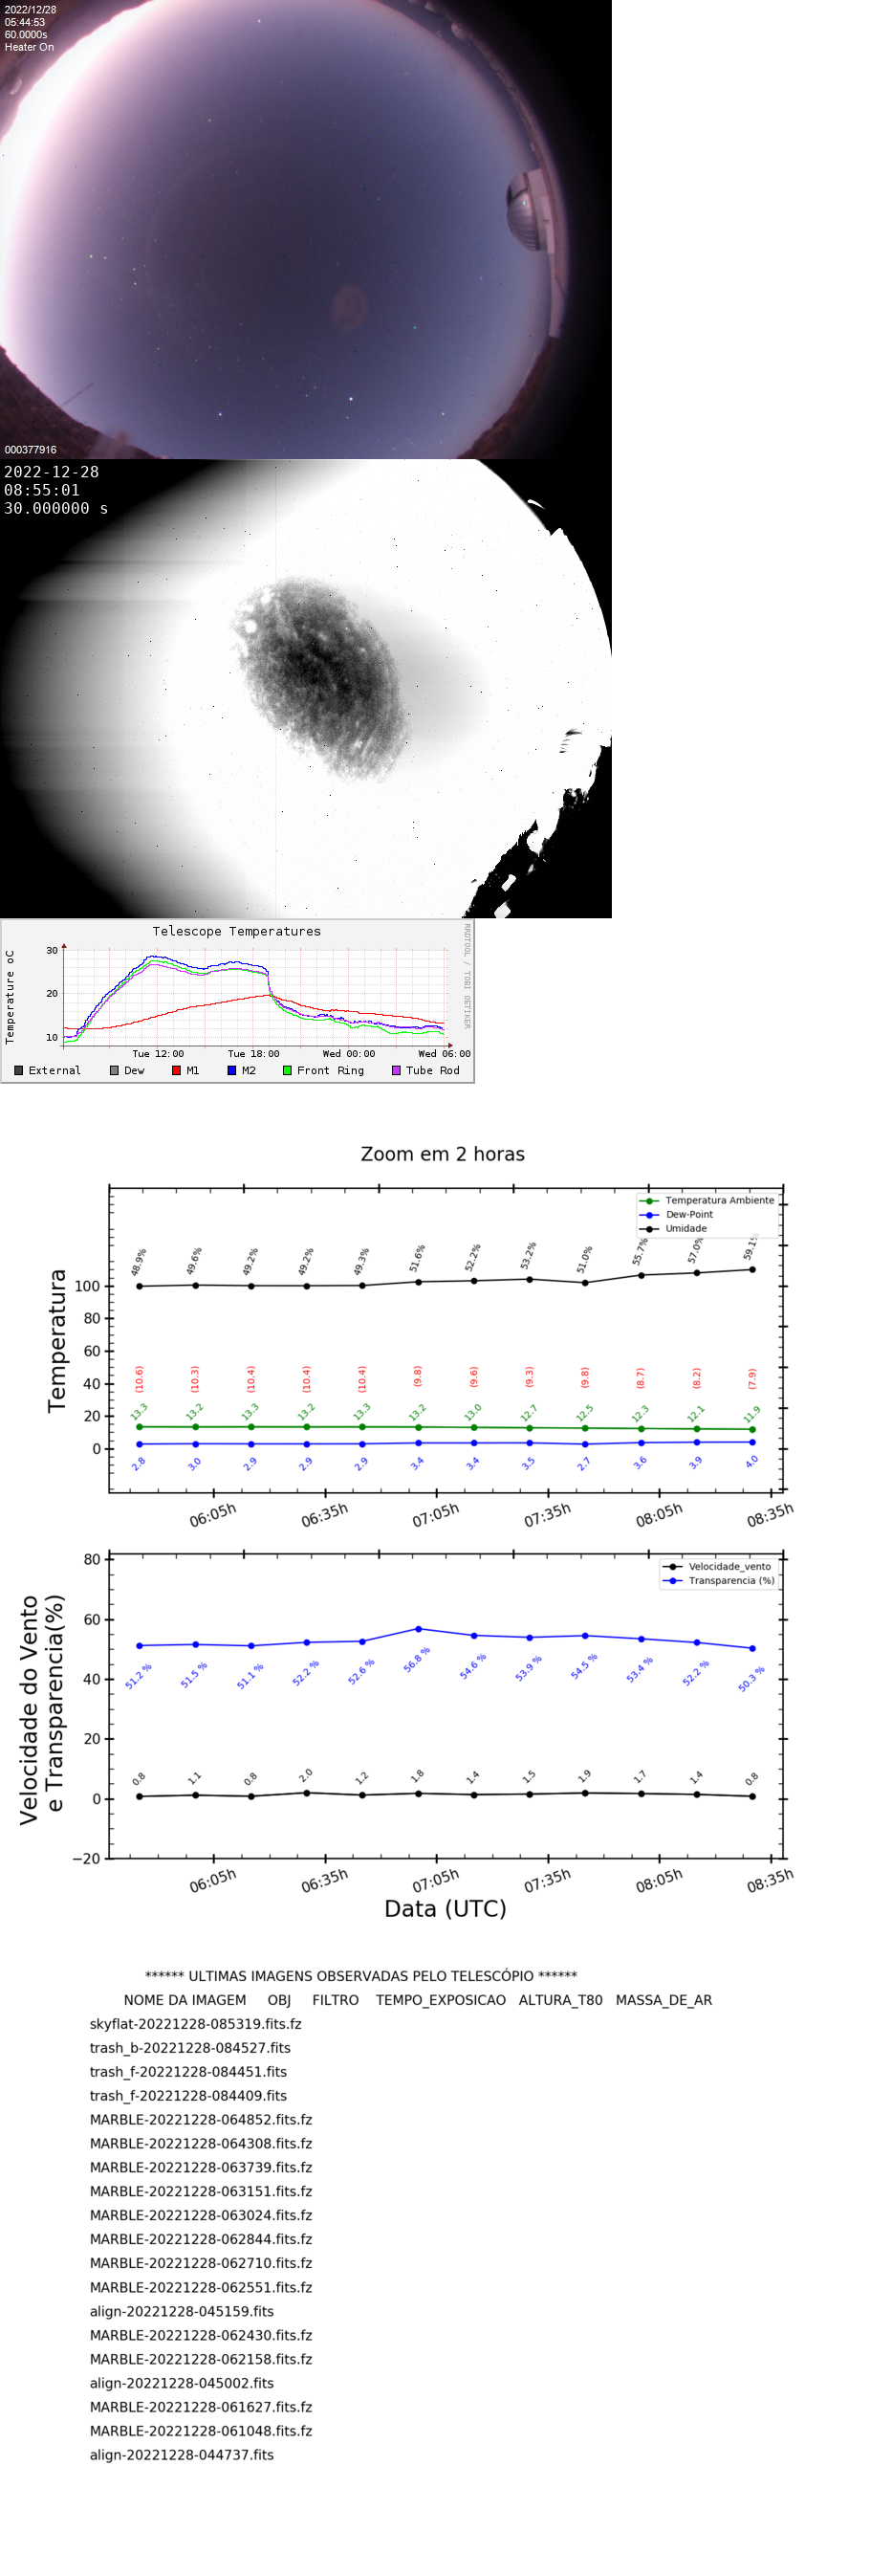 2022/12/28
05:44:53
60.0000s
Heater On
000377916
2022-12-28
08:55:01
30.000000 s
Telescope Temperatures
RRDTOOL / TOBI OETIKER
Temperature oC
30
20
10
Tue 12:00 Tue 18:00 Wed 00:00 Wed 06:00
External Dew M1 M2 Front Ring Tube Rod
Zoom em 2 horas
Temperatura Ambiente
Dew-Point
Umidade
Temperatura
100
80
60
40
20
0
48.9% 49.6% 49.2% 49.2% 49.3% 51.6% 52.2% 53.2% 51.0% 55.7% 57.0% 59.1%
(10.6) (10.3) (10.4) (10.4) (10.4) (9.8) (9.6) (9.3) (9.8) (8.7) (8.2) (7.9)
13.3 13.2 13.3 13.2 13.3 13.2 13.0 12.7 12.5 12.3 12.1 11.9
2.8 3.0 2.9 2.9 2.9 3.4 3.4 3.5 2.7 3.6 3.9 4.0
06:05h 06:35h 07:05h 07:35h 08:05h 08:35h
Velocidade_vento
Transparencia (%)
Velocidade do Vento
e Transparencia(%)
80
60
40
20
0
−20
51.2 % 51.5 % 51.1 % 52.2 % 52.6 % 56.8 % 54.6 % 53.9 % 54.5 % 53.4 % 52.2 % 50.3 %
0.8 1.1 0.8 2.0 1.2 1.8 1.4 1.5 1.9 1.7 1.4 0.8
06:05h 06:35h 07:05h 07:35h 08:05h 08:35h
Data (UTC)
****** ULTIMAS IMAGENS OBSERVADAS PELO TELESCÓPIO ******
NOME DA IMAGEM OBJ FILTRO TEMPO_EXPOSICAO ALTURA_T80 MASSA_DE_AR
skyflat-20221228-085319.fits.fz
trash_b-20221228-084527.fits
trash_f-20221228-084451.fits
trash_f-20221228-084409.fits
MARBLE-20221228-064852.fits.fz
MARBLE-20221228-064308.fits.fz
MARBLE-20221228-063739.fits.fz
MARBLE-20221228-063151.fits.fz
MARBLE-20221228-063024.fits.fz
MARBLE-20221228-062844.fits.fz
MARBLE-20221228-062710.fits.fz
MARBLE-20221228-062551.fits.fz
align-20221228-045159.fits
MARBLE-20221228-062430.fits.fz
MARBLE-20221228-062158.fits.fz
align-20221228-045002.fits
MARBLE-20221228-061627.fits.fz
MARBLE-20221228-061048.fits.fz
align-20221228-044737.fits